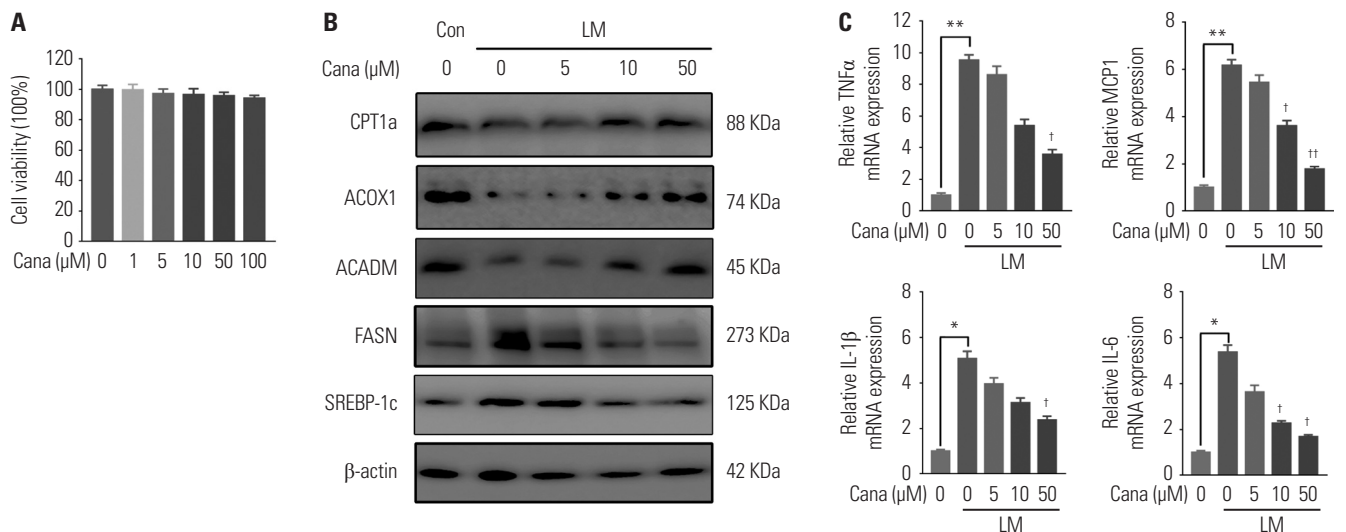 A
Cell viability (100%)
120
100
80
60
40
20
0
Cana (μM) 0 1 5 10 50 100
B
Con LM
Cana (μM) 0 0 5 10 50
CPT1a 88 KDa
ACOX1 74 KDa
ACADM 45 KDa
FASN 273 KDa
SREBP-1c 125 KDa
β-actin 42 KDa
C
Relative TNFα
mRNA expression
12
10
8
6
4
2
0
**
†
Cana (μM) 0 0 5 10 50
LM
Relative MCP1
mRNA expression
8
6
4
2
0
**
†
††
Cana (μM) 0 0 5 10 50
LM
Relative IL-1β
mRNA expression
8
6
4
2
0
*
†
Cana (μM) 0 0 5 10 50
LM
Relative IL-6
mRNA expression
8
6
4
2
0
*
† †
Cana (μM) 0 0 5 10 50
LM